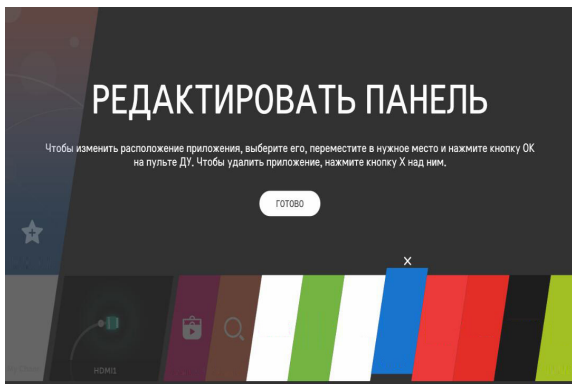 РЕДАКТИРОВАТЬ ПАНЕЛЬ
Чтобы изменить расположение приложения, выберите его, переместите в нужное место и нажмите кнопку ОК
на пульте ДУ. Чтобы удалить приложение, нажмите кнопку X над ним.
ГОТОВО
X
HDMI1